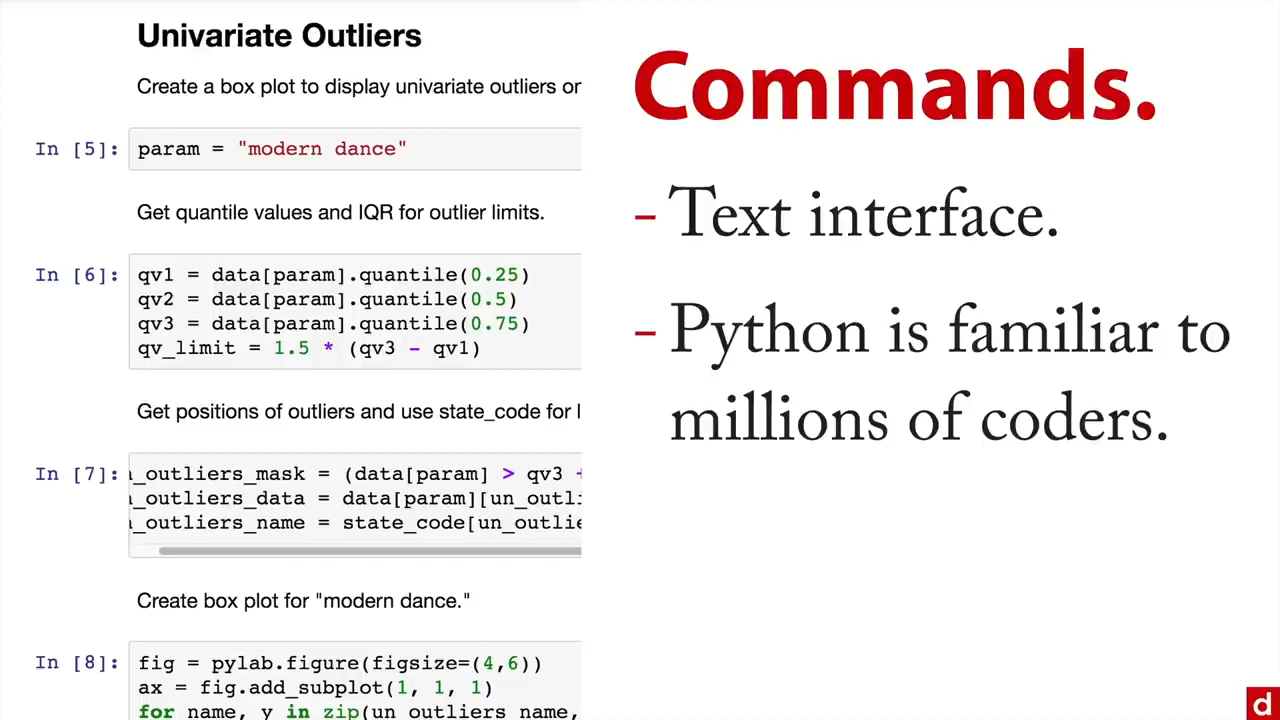 Univariate Outliers
Create a box plot to display univariate outliers on
In [5]: param = "modern dance"
Get quantile values and IQR for outlier limits.
In [6]: qv1 = data[param].quantile(0.25)
qv2 = data[param].quantile(0.5)
qv3 = data[param].quantile(0.75)
qv_limit = 1.5 * (qv3 - qv1)
Get positions of outliers and use state_code for l
In [7]: n_outliers_mask = (data[param] > qv3 +
n_outliers_data = data[param][un_outli
n_outliers_name = state_code[un_outlie
Create box plot for "modern dance."
In [8]: fig = pylab.figure(figsize=(4,6))
ax = fig.add_subplot(1, 1, 1)
for name, y in zip(un_outliers_name,
Commands.
- Text interface.
- Python is familiar to
millions of coders.
d